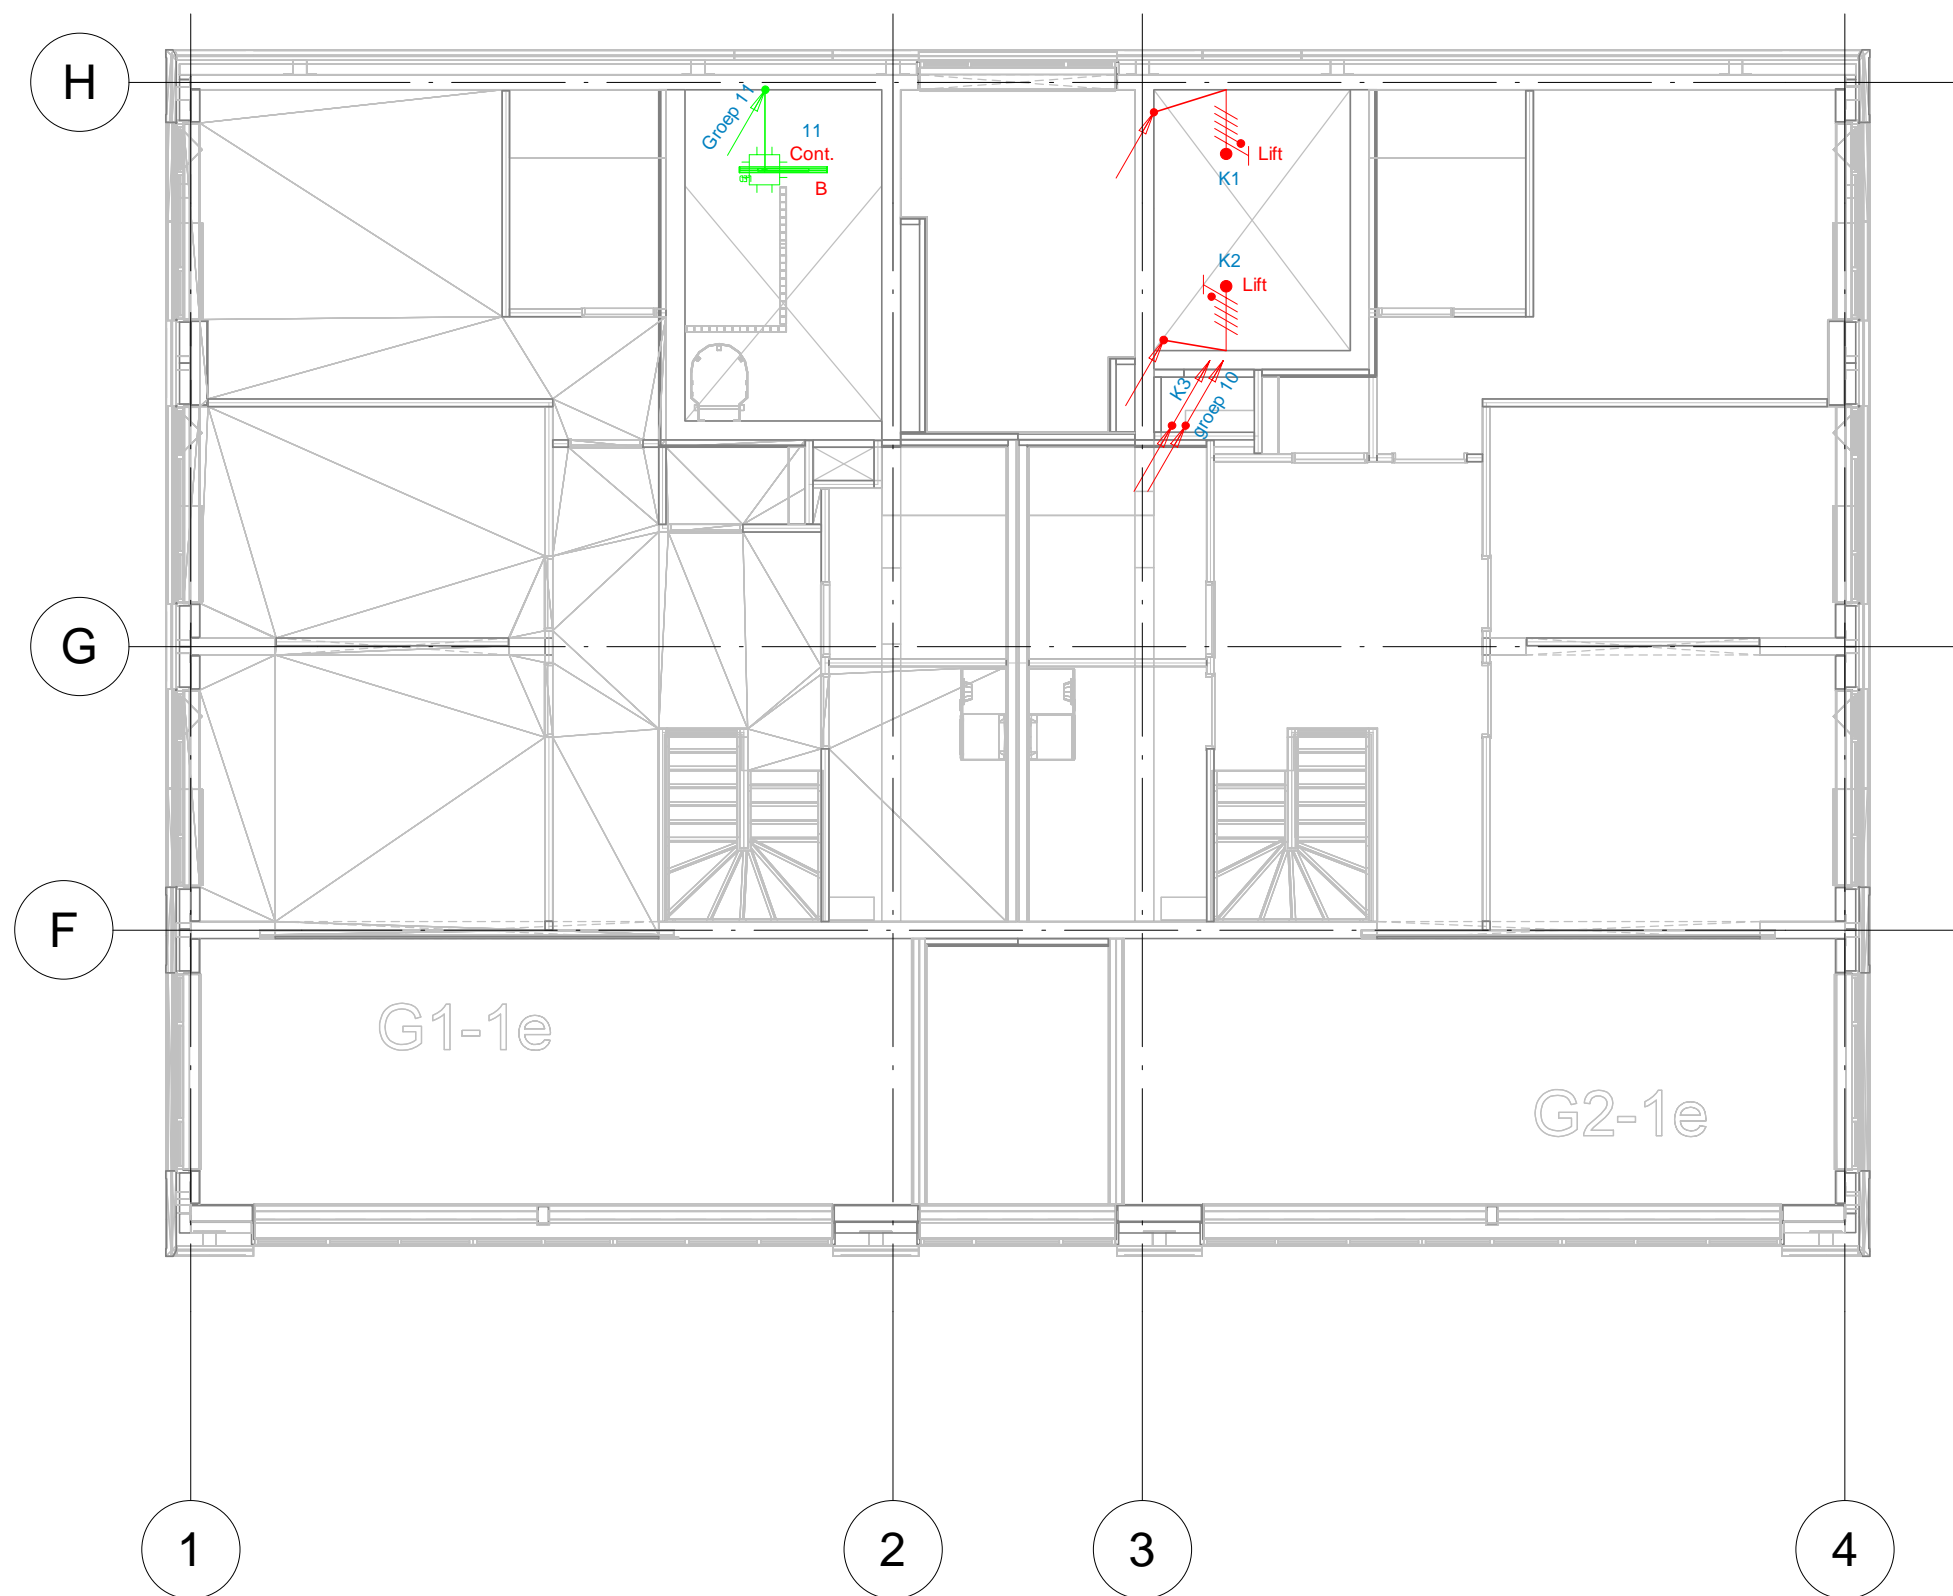 H
Groep 11
11
Cont.
B
Lift
K1
K2
Lift
K3
groep 10
G
F
G1-1e
G2-1e
1
2
3
4